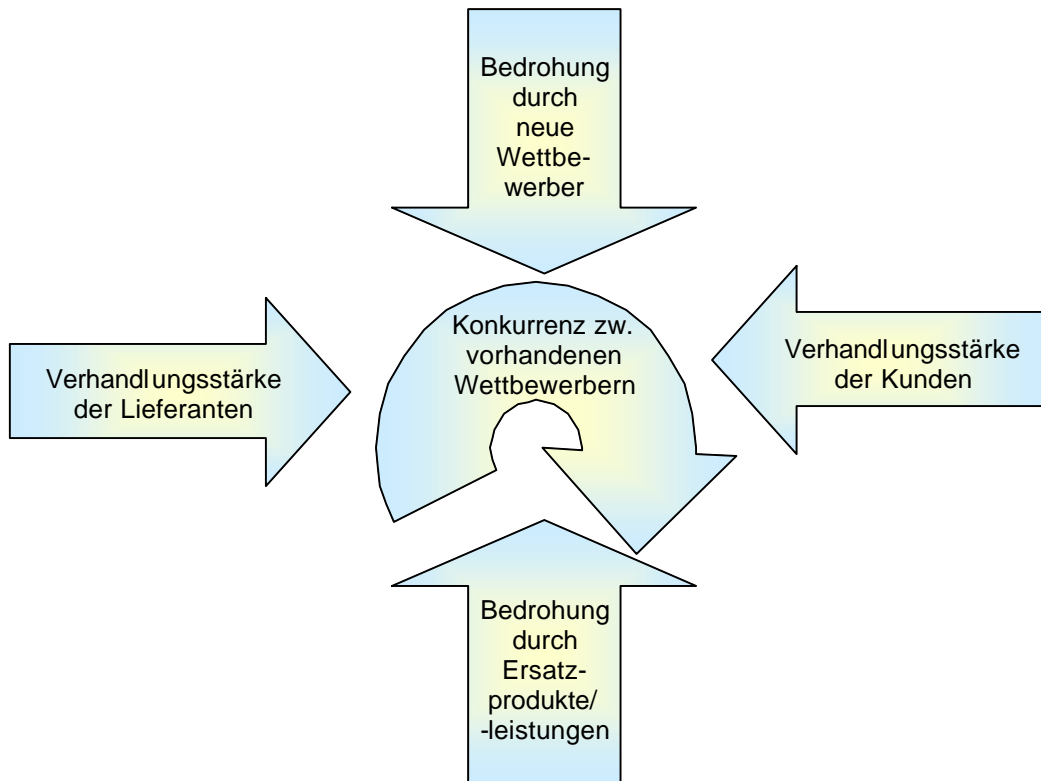 Bedrohung
durch
neue
Wettbe-
werber
Konkurrenz zw.
vorhandenen
Wettbewerbern
Verhandlungsstärke
der Lieferanten
Verhandlungsstärke
der Kunden
Bedrohung
durch
Ersatz-
produkte/
-leistungen